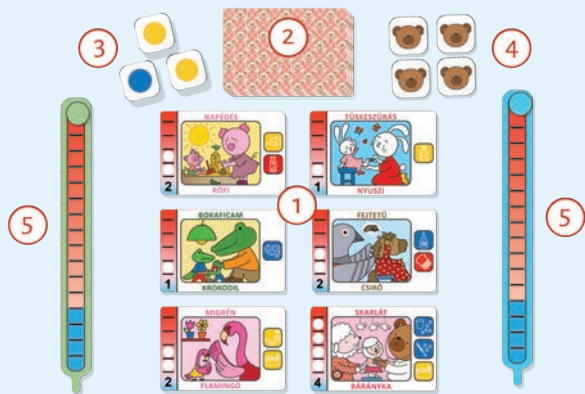 3
2
4
NAPÉGÉS
2
RÖFI
TÜSKESZÚRÁS
1
NYUSZI
5
1
5
BOKAFICAM
1
KROKODIL
FEJTETŰ
2
CSIKÓ
MIGRÉN
2
FLAMINGÓ
SKARLÁT
4
BÁRÁNYKA